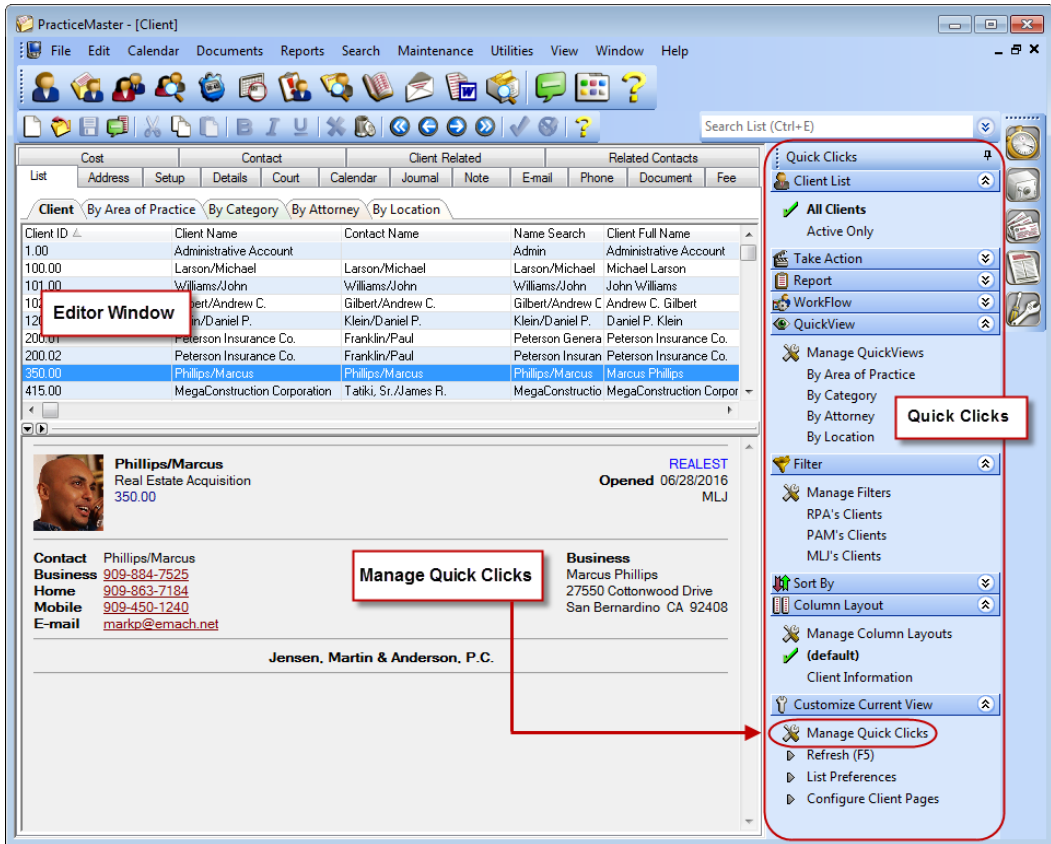 PracticeMaster - [Client]
File Edit Calendar Documents Reports Search Maintenance Utilities View Window Help
Search List (Ctrl+E)
Cost Contact Client Related Related Contacts
List Address Setup Details Court Calendar Journal Note E-mail Phone Document Fee
Client By Area of Practice By Category By Attorney By Location
Client ID Client Name Contact Name Name Search Client Full Name
1.00 Administrative Account Admin Administrative Account
100.00 Larson/Michael Larson/Michael Larson/Michael Michael Larson
101.00 Williams/John Williams/John Williams/John John Williams
Gilbert/Andrew C. Gilbert/Andrew C Andrew C. Gilbert
Klein/Daniel P. Klein/Daniel P. Daniel P. Klein
200.01 Peterson Insurance Co. Franklin/Paul Peterson Genera Peterson Insurance Co.
200.02 Peterson Insurance Co. Franklin/Paul Peterson Insuran Peterson Insurance Co.
350.00 Phillips/Marcus Phillips/Marcus Phillips/Marcus Marcus Phillips
415.00 MegaConstruction Corporation Tatiki, Sr./James R. MegaConstructio MegaConstruction Corpor
Editor Window
Phillips/Marcus REALEST
Real Estate Acquisition Opened 06/28/2016
350.00 MLJ
Contact Phillips/Marcus Business
Business 909-884-7525 Marcus Phillips
Home 909-863-7184 27550 Cottonwood Drive
Mobile 909-450-1240 San Bernardino CA 92408
E-mail markp@emach.net
Manage Quick Clicks
Jensen, Martin & Anderson, P.C.
Quick Clicks
Client List
All Clients
Active Only
Take Action
Report
WorkFlow
QuickView
Manage QuickViews
By Area of Practice
By Category
By Attorney
By Location
Quick Clicks
Filter
Manage Filters
RPA's Clients
PAM's Clients
MLJ's Clients
Sort By
Column Layout
Manage Column Layouts
(default)
Client Information
Customize Current View
Manage Quick Clicks
Refresh (F5)
List Preferences
Configure Client Pages